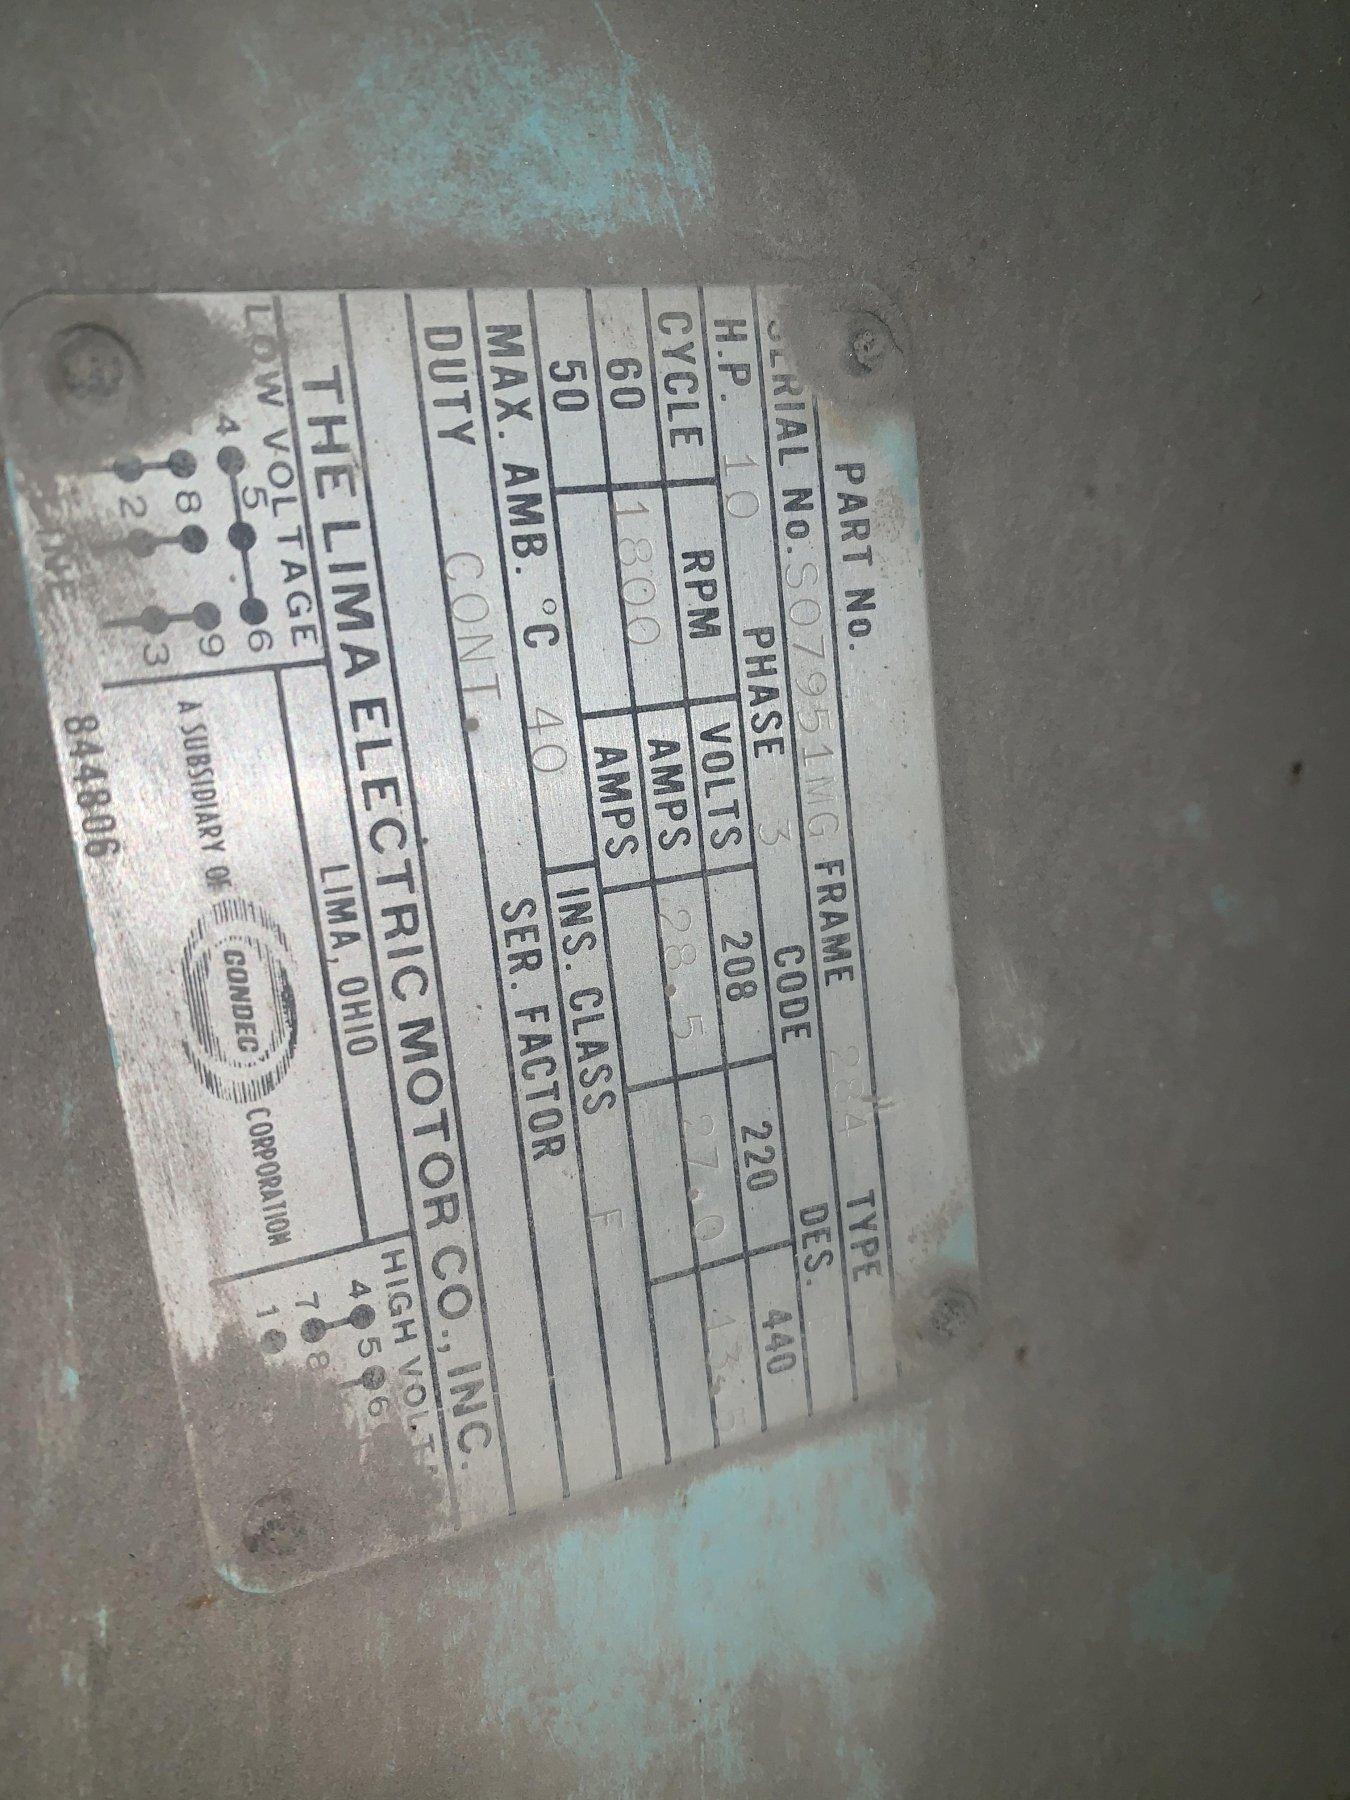 PART No.
SERIAL No. S07951MG FRAME 284 TYPE
H.P. 10 PHASE 3 CODE DES.
CYCLE RPM VOLTS 208 220 440
60 1800 AMPS 28.5 27.0 13.5
50 AMPS
MAX. AMB. °C 40 INS. CLASS F
DUTY CONT. SER. FACTOR
THE LIMA ELECTRIC MOTOR CO., INC.
LIMA, OHIO
LOW VOLTAGE
4 5 6
8 9
2 3
A SUBSIDIARY OF CONDEC CORPORATION
844806
HIGH VOLT
4 5 6
7 8
1